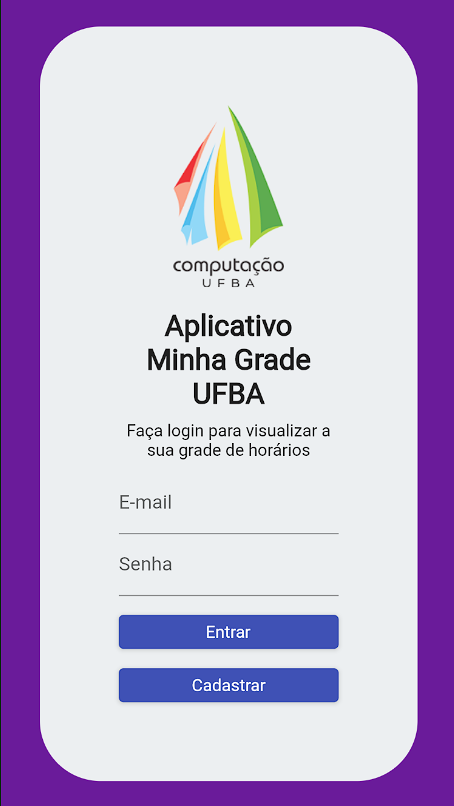 computação
UFBA
Aplicativo
Minha Grade
UFBA
Faça login para visualizar a
sua grade de horários
E-mail
Senha
Entrar
Cadastrar